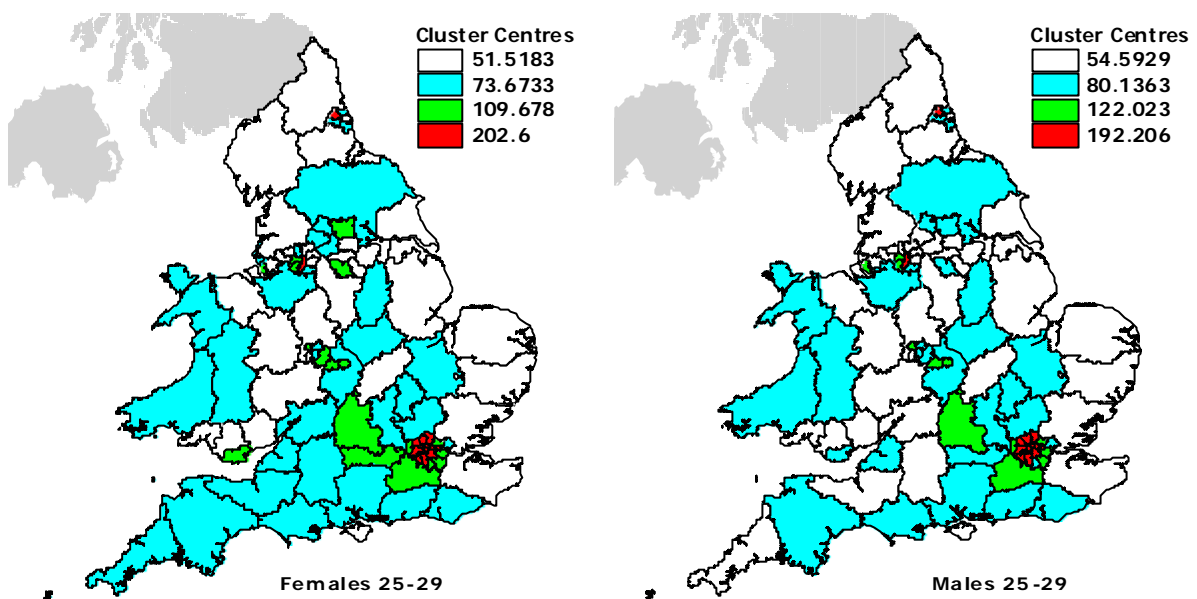 Cluster Centres
51.5183
73.6733
109.678
202.6
Females 25-29
Cluster Centres
54.5929
80.1363
122.023
192.206
Males 25-29